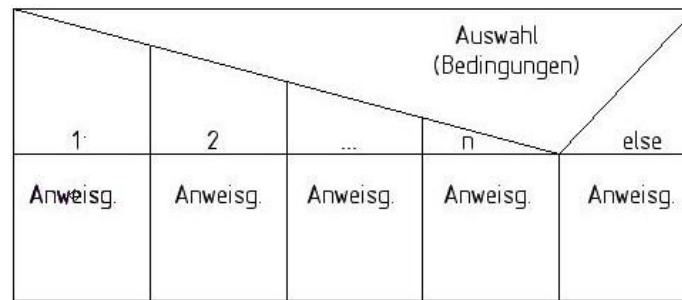 Auswahl
(Bedingungen)
1 2 ... n else
Anweisg. Anweisg. Anweisg. Anweisg. Anweisg.